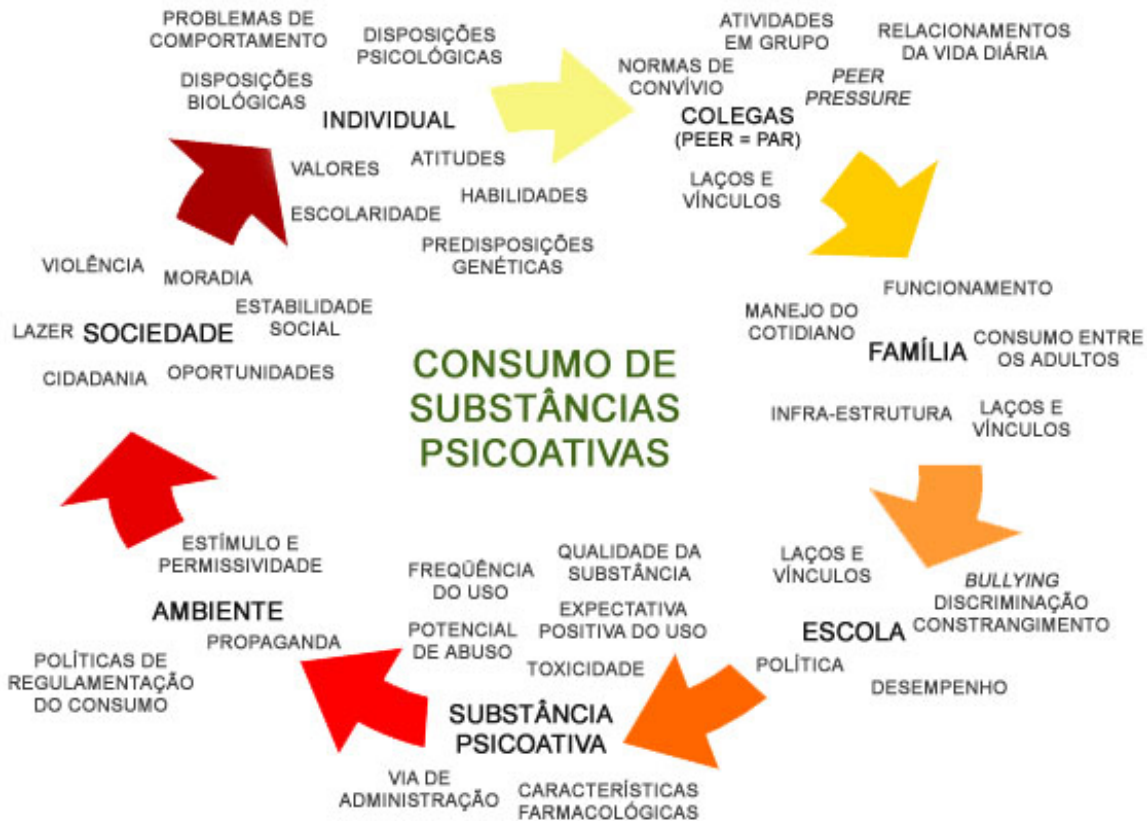 PROBLEMAS DE
COMPORTAMENTO
DISPOSIÇÕES
PSICOLÓGICAS
DISPOSIÇÕES
BIOLÓGICAS
INDIVIDUAL
VALORES
ATITUDES
HABILIDADES
ESCOLARIDADE
PREDISPOSIÇÕES
GENÉTICAS
ATIVIDADES
EM GRUPO
RELACIONAMENTOS
DA VIDA DIÁRIA
NORMAS DE
CONVÍVIO
PEER
PRESSURE
COLEGAS
(PEER = PAR)
LAÇOS E
VÍNCULOS
FUNCIONAMENTO
MANEJO DO
COTIDIANO
FAMÍLIA
CONSUMO ENTRE
OS ADULTOS
INFRA-ESTRUTURA
LAÇOS E
VÍNCULOS
LAÇOS E
VÍNCULOS
BULLYING
DISCRIMINAÇÃO
CONSTRANGIMENTO
ESCOLA
POLÍTICA
DESEMPENHO
QUALIDADE DA
SUBSTÂNCIA
FREQÜÊNCIA
DO USO
EXPECTATIVA
POSITIVA DO USO
POTENCIAL
DE ABUSO
TOXICIDADE
SUBSTÂNCIA
PSICOATIVA
VIA DE
ADMINISTRAÇÃO
CARACTERÍSTICAS
FARMACOLÓGICAS
ESTÍMULO E
PERMISSIVIDADE
AMBIENTE
PROPAGANDA
POLÍTICAS DE
REGULAMENTAÇÃO
DO CONSUMO
VIOLÊNCIA
MORADIA
ESTABILIDADE
SOCIAL
LAZER
SOCIEDADE
CIDADANIA
OPORTUNIDADES
CONSUMO DE
SUBSTÂNCIAS
PSICOATIVAS